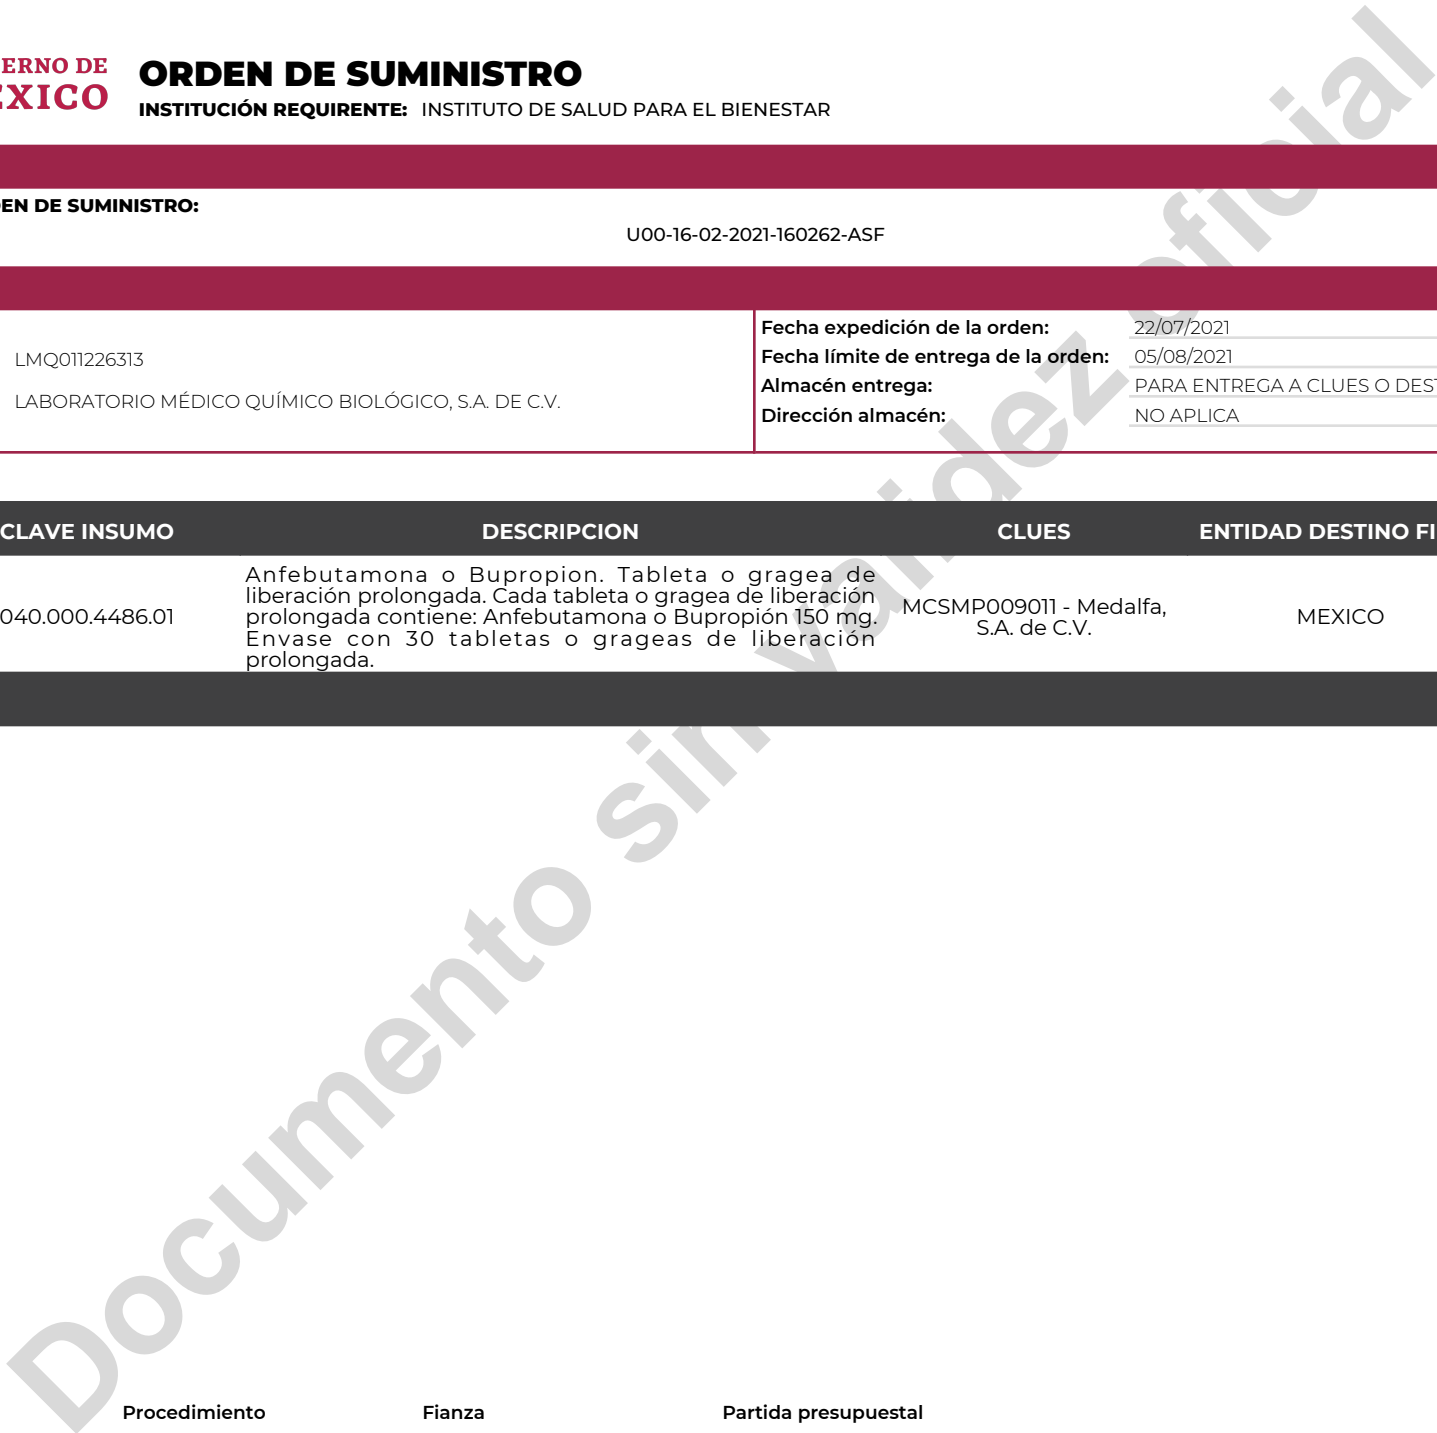 ERNO DE
EXICO
ORDEN DE SUMINISTRO
INSTITUCIÓN REQUIRENTE: INSTITUTO DE SALUD PARA EL BIENESTAR
EN DE SUMINISTRO:
U00-16-02-2021-160262-ASF
LMQ011226313
LABORATORIO MÉDICO QUÍMICO BIOLÓGICO, S.A. DE C.V.
Fecha expedición de la orden: 22/07/2021
Fecha límite de entrega de la orden: 05/08/2021
Almacén entrega: PARA ENTREGA A CLUES O DEST
Dirección almacén: NO APLICA
CLAVE INSUMO DESCRIPCION CLUES ENTIDAD DESTINO FI
040.000.4486.01
Anfebutamona o Bupropion. Tableta o gragea de
liberación prolongada. Cada tableta o gragea de liberación
prolongada contiene: Anfebutamona o Bupropión 150 mg.
Envase con 30 tabletas o grageas de liberación
prolongada.
MCSMP009011 - Medalfa,
S.A. de C.V.
MEXICO
Documento sin validez oficial
Procedimiento Fianza Partida presupuestal